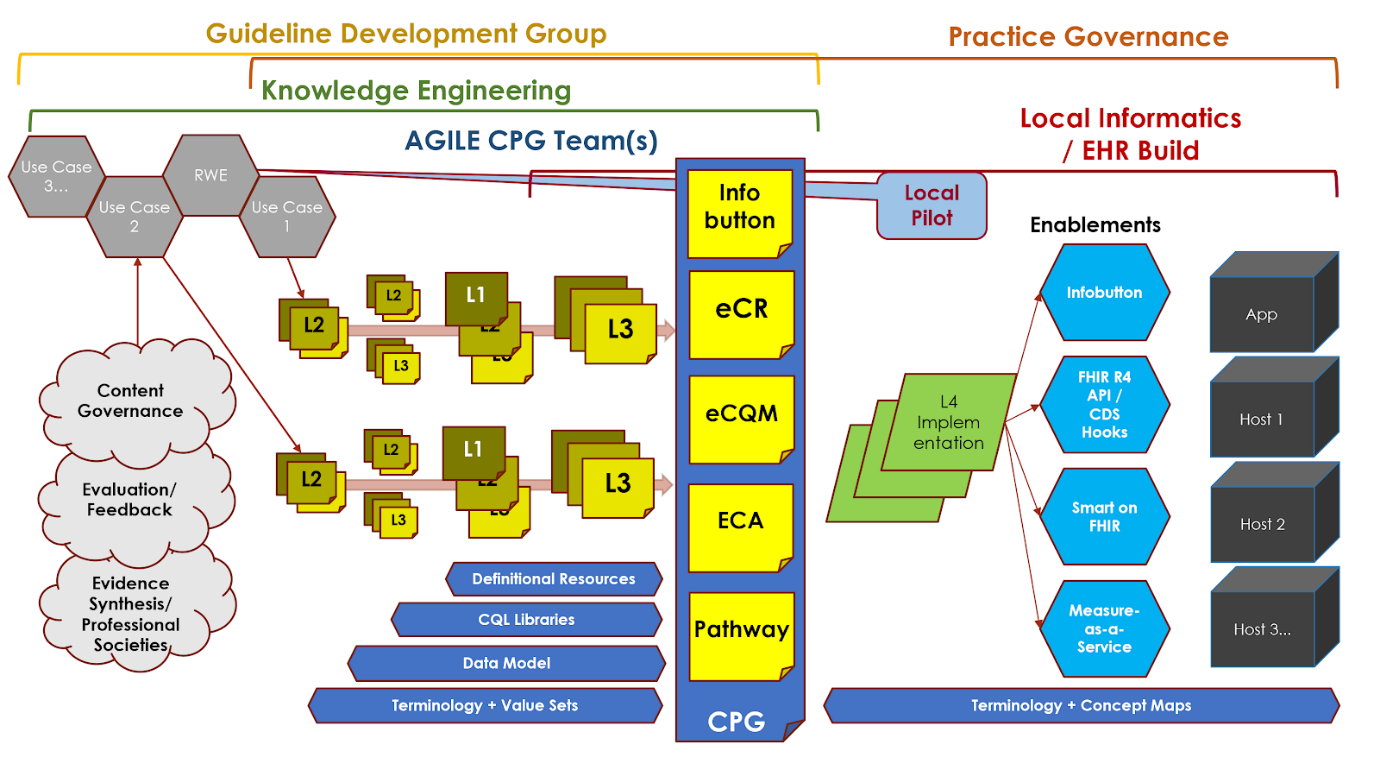 Guideline Development Group
Practice Governance
Knowledge Engineering
AGILE CPG Team(s)
Local Informatics
/ EHR Build
Use Case
3...
RWE
Use Case
2
Use Case
1
Local
Pilot
Enablements
Content
Governance
Evaluation/
Feedback
Evidence
Synthesis/
Professional
Societies
L2
L2
L3
L1
L2
L3
L3
L2
L2
L3
L1
L2
L3
L3
Definitional Resources
CQL Libraries
Data Model
Terminology + Value Sets
Info
button
eCR
eCQM
ECA
Pathway
CPG
L4
Implem
entation
Infobutton
FHIR R4
API /
CDS
Hooks
Smart on
FHIR
Measure-
as-a-
Service
App
Host 1
Host 2
Host 3...
Terminology + Concept Maps